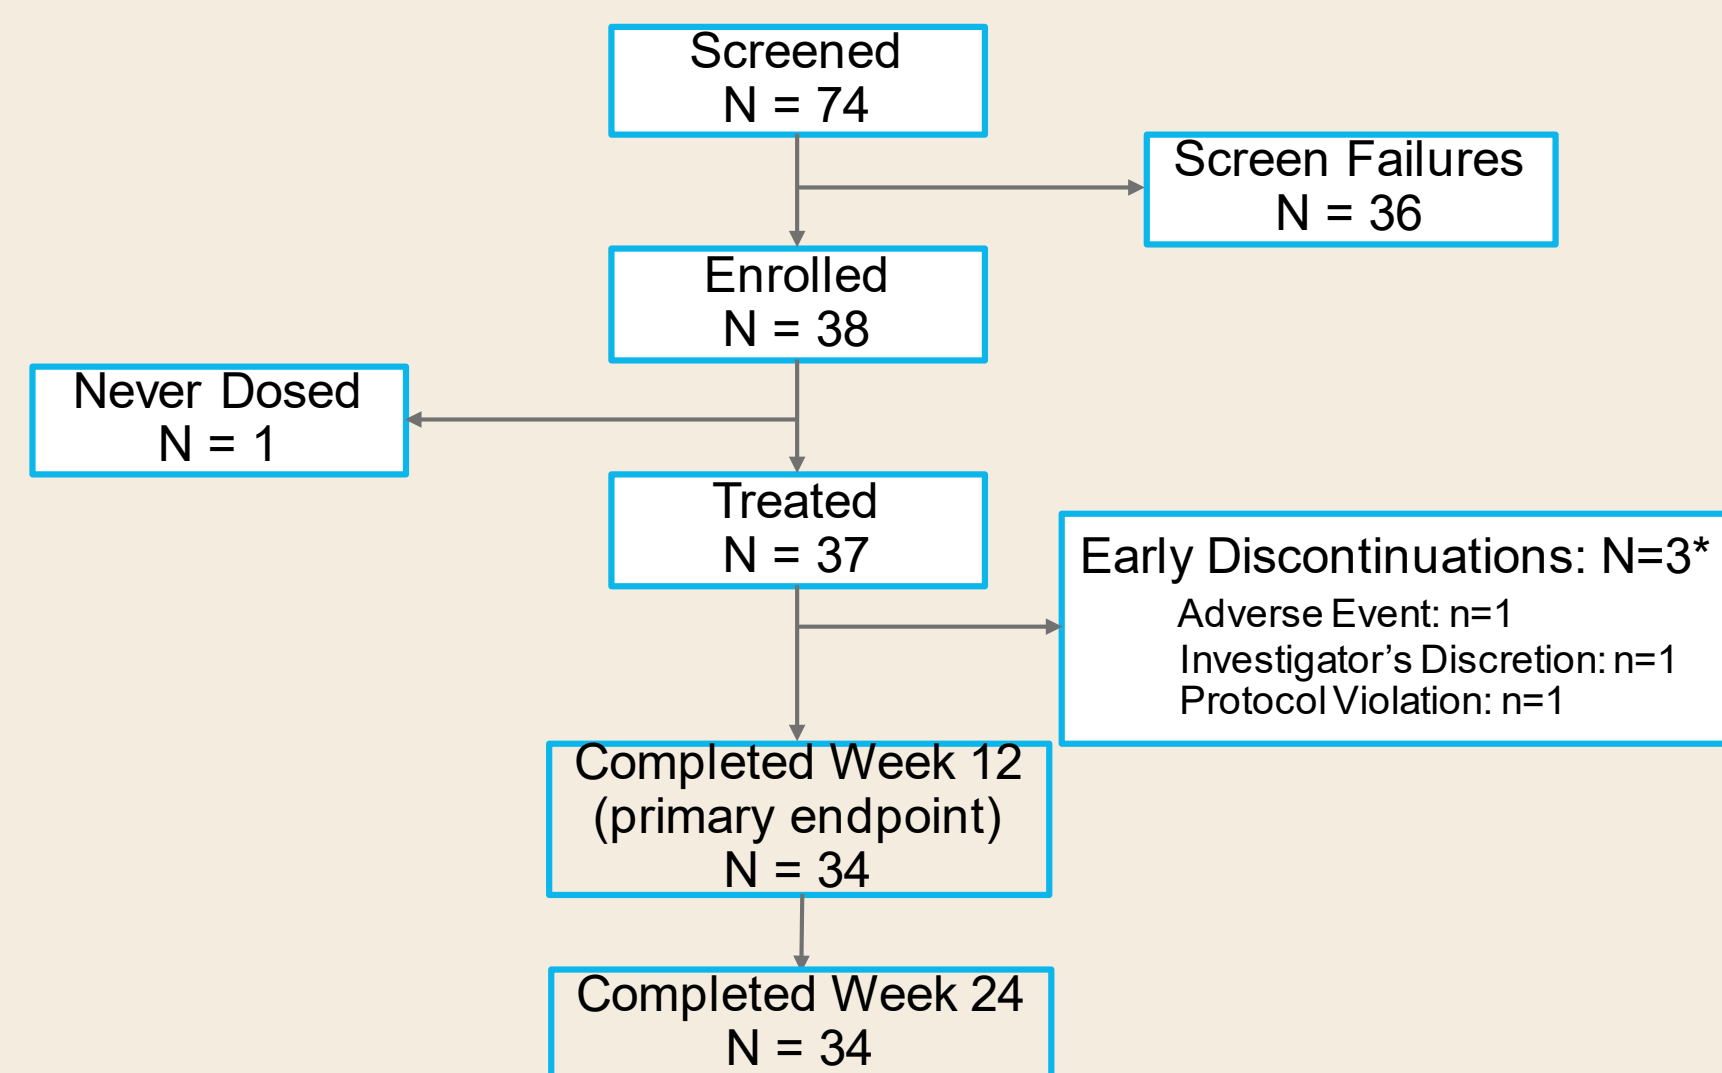 Screened
N = 74
Screen Failures
N = 36
Enrolled
N = 38
Never Dosed
N = 1
Treated
N = 37
Early Discontinuations: N=3*
Adverse Event: n=1
Investigator’s Discretion: n=1
Protocol Violation: n=1
Completed Week 12
(primary endpoint)
N = 34
Completed Week 24
N = 34